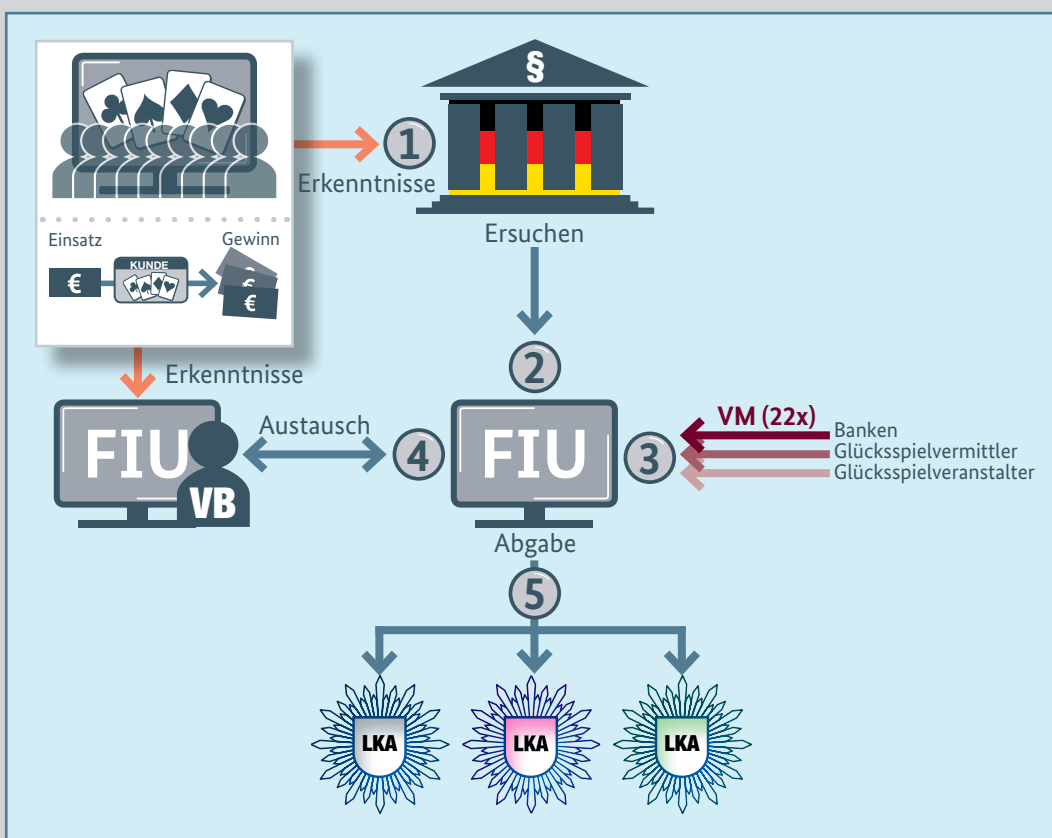 §
1
Erkenntnisse
Einsatz
Gewinn
€
KUNDE
€
€
Ersuchen
2
Erkenntnisse
FIU
VB
Austausch
4
FIU
3
VM (22x)
Banken
Glücksspielvermittler
Glücksspielveranstalter
Abgabe
5
LKA
LKA
LKA